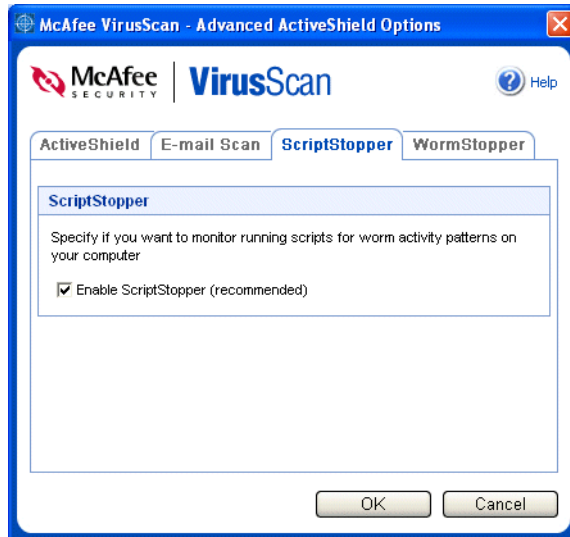 McAfee VirusScan - Advanced ActiveShield Options
McAfee
SECURITY
VirusScan
? Help
ActiveShield E-mail Scan ScriptStopper WormStopper
ScriptStopper
Specify if you want to monitor running scripts for worm activity patterns on
your computer
Enable ScriptStopper (recommended)
OK Cancel